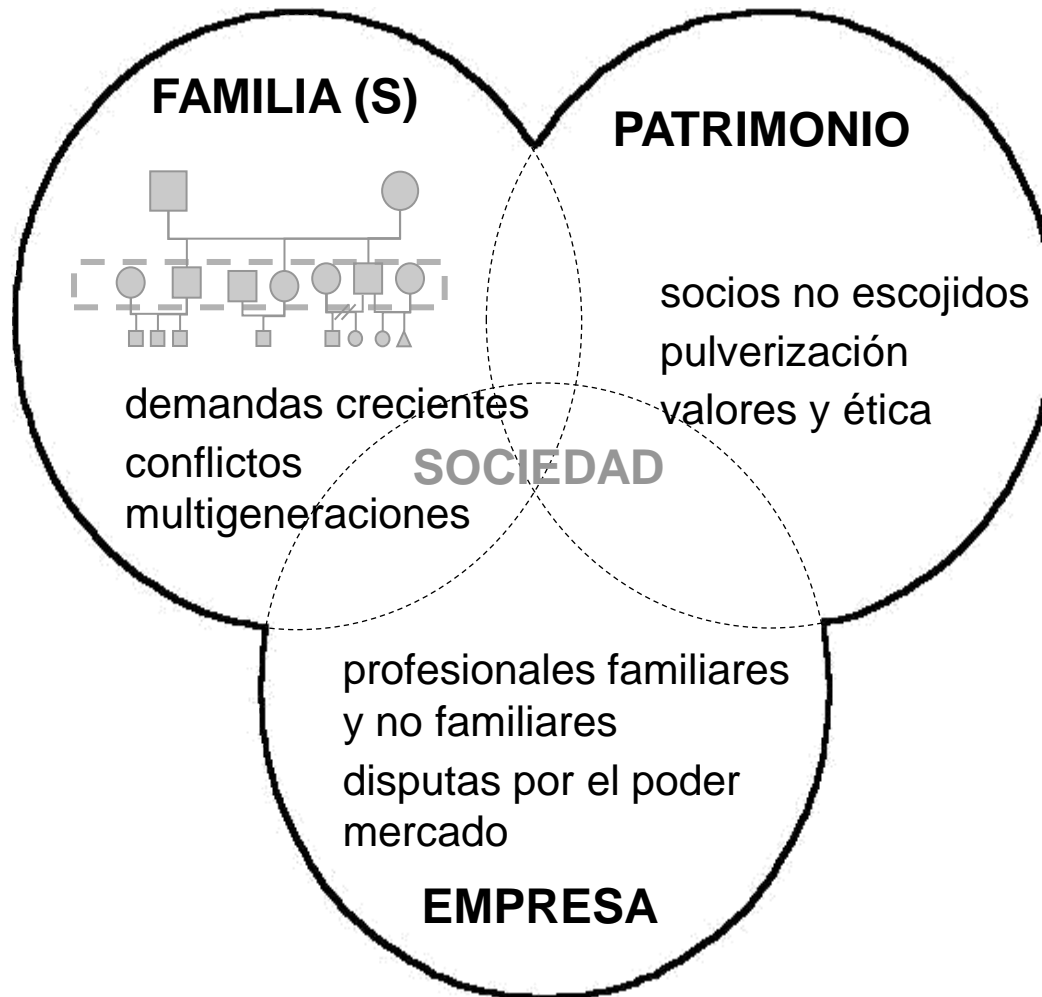 FAMILIA (S)
demandas crecientes
conflictos
multigeneraciones
PATRIMONIO
socios no escojidos
pulverización
valores y ética
SOCIEDAD
profesionales familiares
y no familiares
disputas por el poder
mercado
EMPRESA